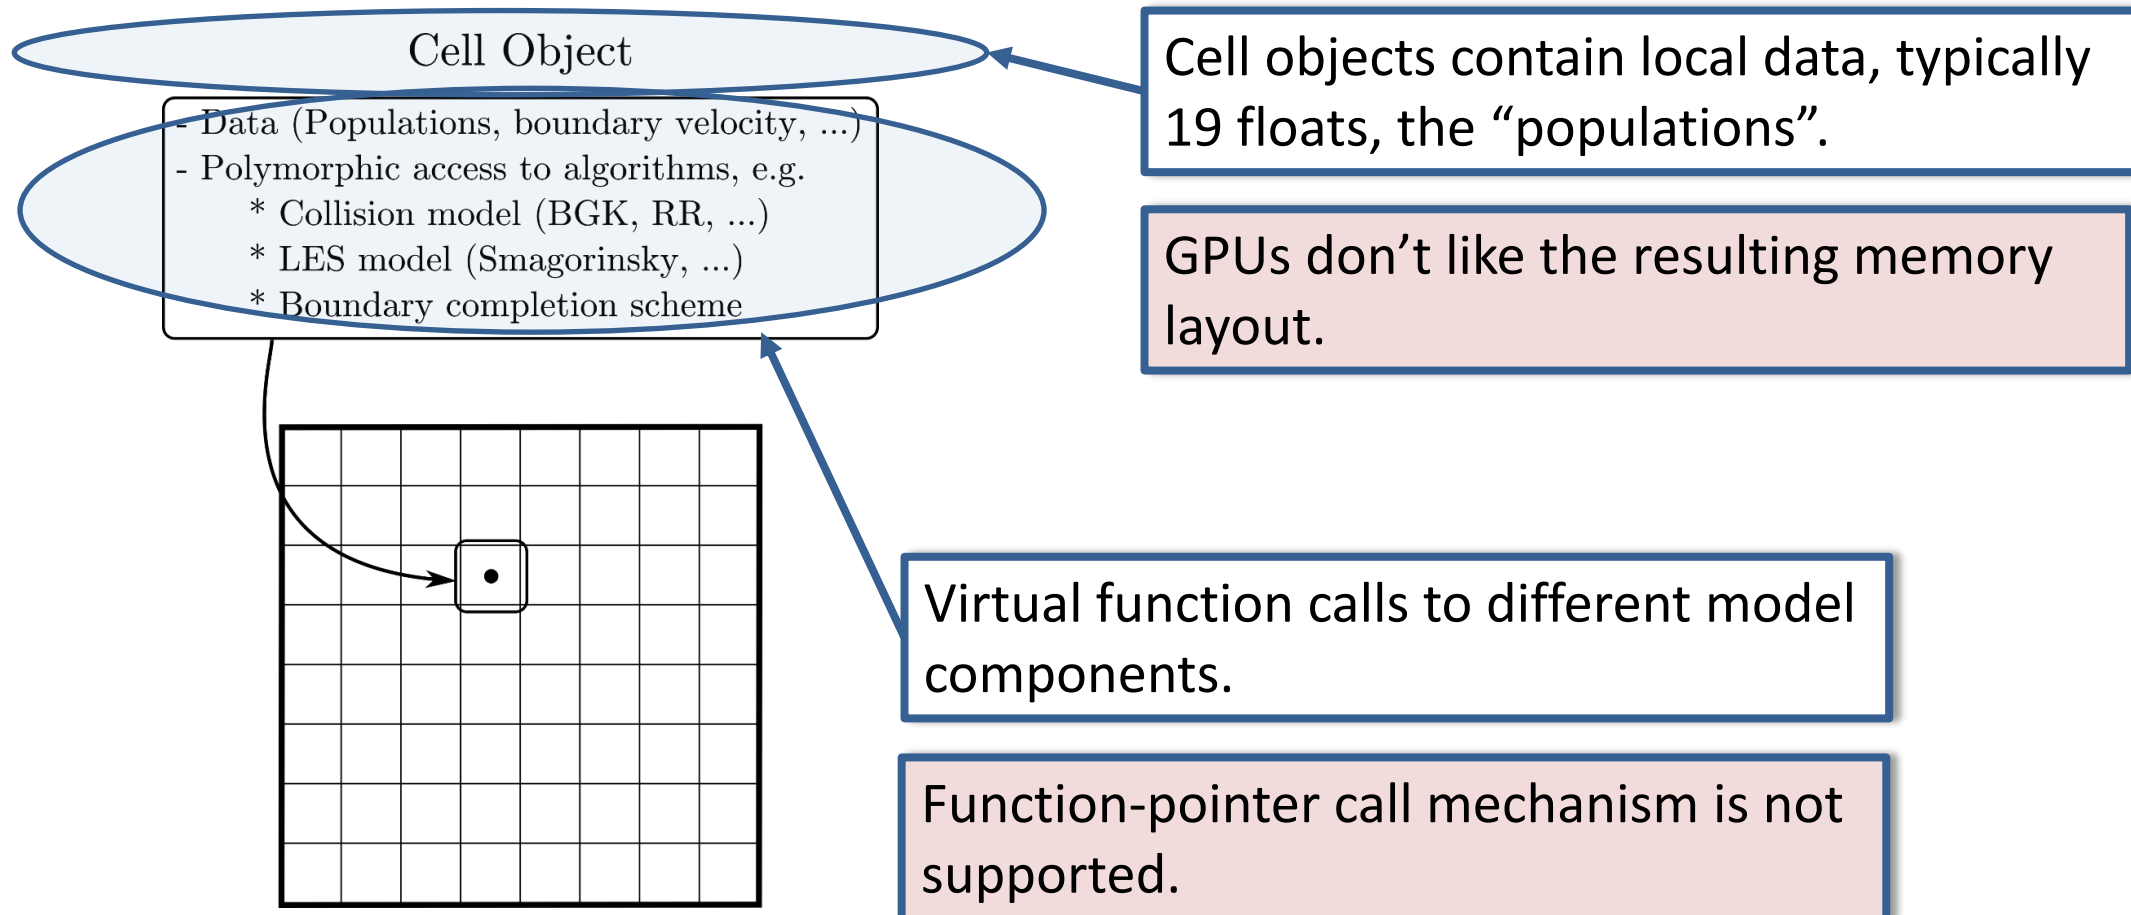 Cell Object
- Data (Populations, boundary velocity, ...)
- Polymorphic access to algorithms, e.g.
* Collision model (BGK, RR, ...)
* LES model (Smagorinsky, ...)
* Boundary completion scheme
Cell objects contain local data, typically
19 floats, the “populations”.
GPUs don’t like the resulting memory
layout.
Virtual function calls to different model
components.
Function-pointer call mechanism is not
supported.